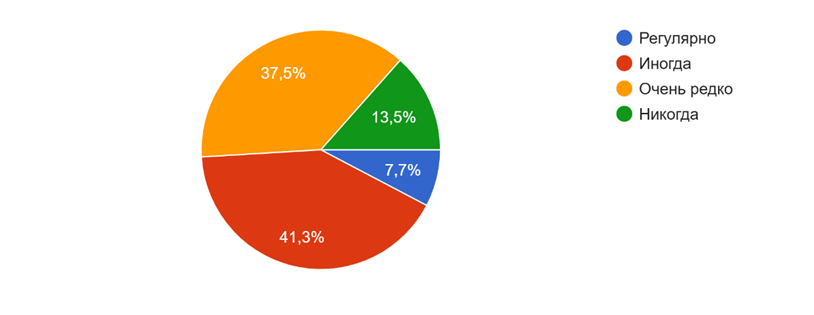 37,5%
13,5%
7,7%
41,3%
Регулярно
Иногда
Очень редко
Никогда